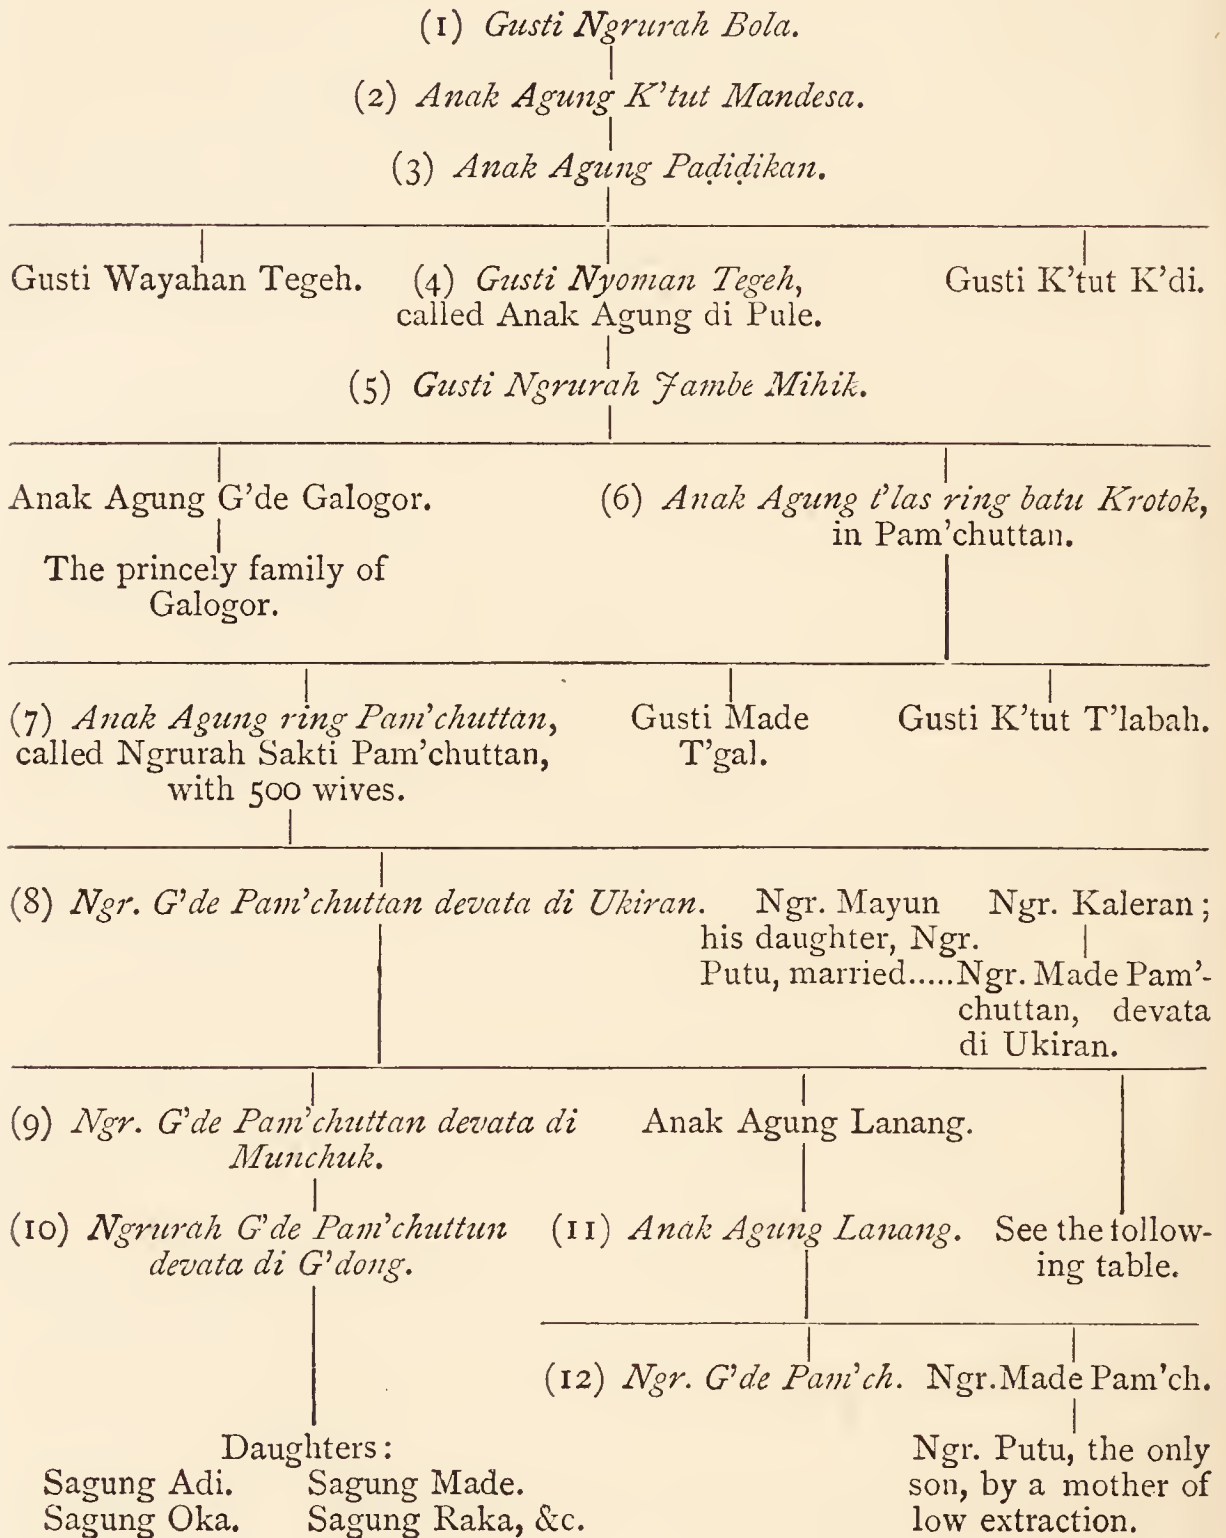 (1) Gusti Ngrurah Bola.
(2) Anak Agung K'tut Mandesa.
(3) Anak Agung Paḍiḍikan.
Gusti Wayahan Tegeh. (4) Gusti Nyoman Tegeh, Gusti K'tut K'di.
called Anak Agung di Pule.
(5) Gusti Ngrurah Jambe Mihik.
Anak Agung G'de Galogor. (6) Anak Agung t'las ring batu Krotok,
in Pam'chuttan.
The princely family of
Galogor.
(7) Anak Agung ring Pam'chuttan, Gusti Made Gusti K'tut T'labah.
called Ngrurah Sakti Pam'chuttan, T'gal.
with 500 wives.
(8) Ngr. G'de Pam'chuttan devata di Ukiran. Ngr. Mayun Ngr. Kaleran;
his daughter, Ngr.
Putu, married.....Ngr. Made Pam'-
chuttan, devata
di Ukiran.
(9) Ngr. G'de Pam'chuttan devata di Anak Agung Lanang.
Munchuk.
(10) Ngrurah G'de Pam'chuttun (11) Anak Agung Lanang. See the follow-
devata di G'dong. ing table.
(12) Ngr. G'de Pam'ch. Ngr. Made Pam'ch.
Daughters: Ngr. Putu, the only
Sagung Adi. Sagung Made. son, by a mother of
Sagung Oka. Sagung Raka, &c. low extraction.